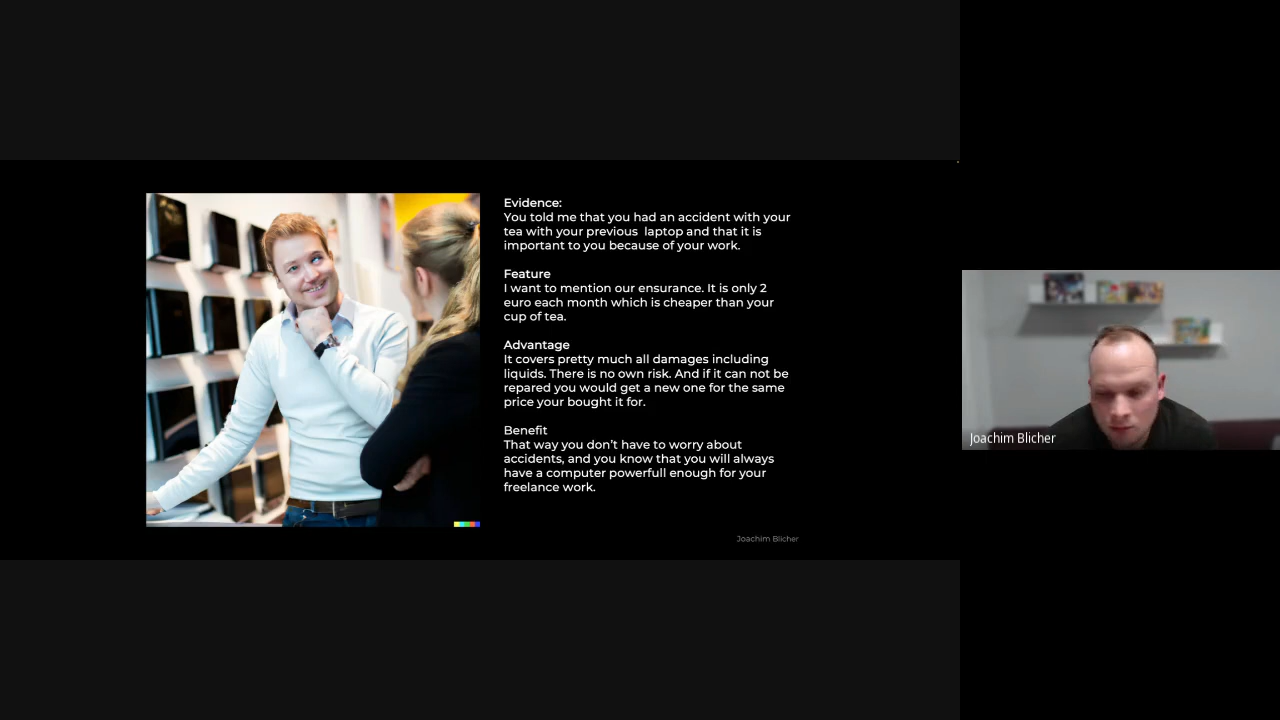 Evidence:
You told me that you had an accident with your
tea with your previous  laptop and that it is
important to you because of your work.
Feature
I want to mention our ensurance. It is only 2
euro each month which is cheaper than your
cup of tea.
Advantage
It covers pretty much all damages including
liquids. There is no own risk. And if it can not be
repared you would get a new one for the same
price your bought it for.
Benefit
That way you don’t have to worry about
accidents, and you know that you will always
have a computer powerfull enough for your
freelance work.
Joachim Blicher
Joachim Blicher